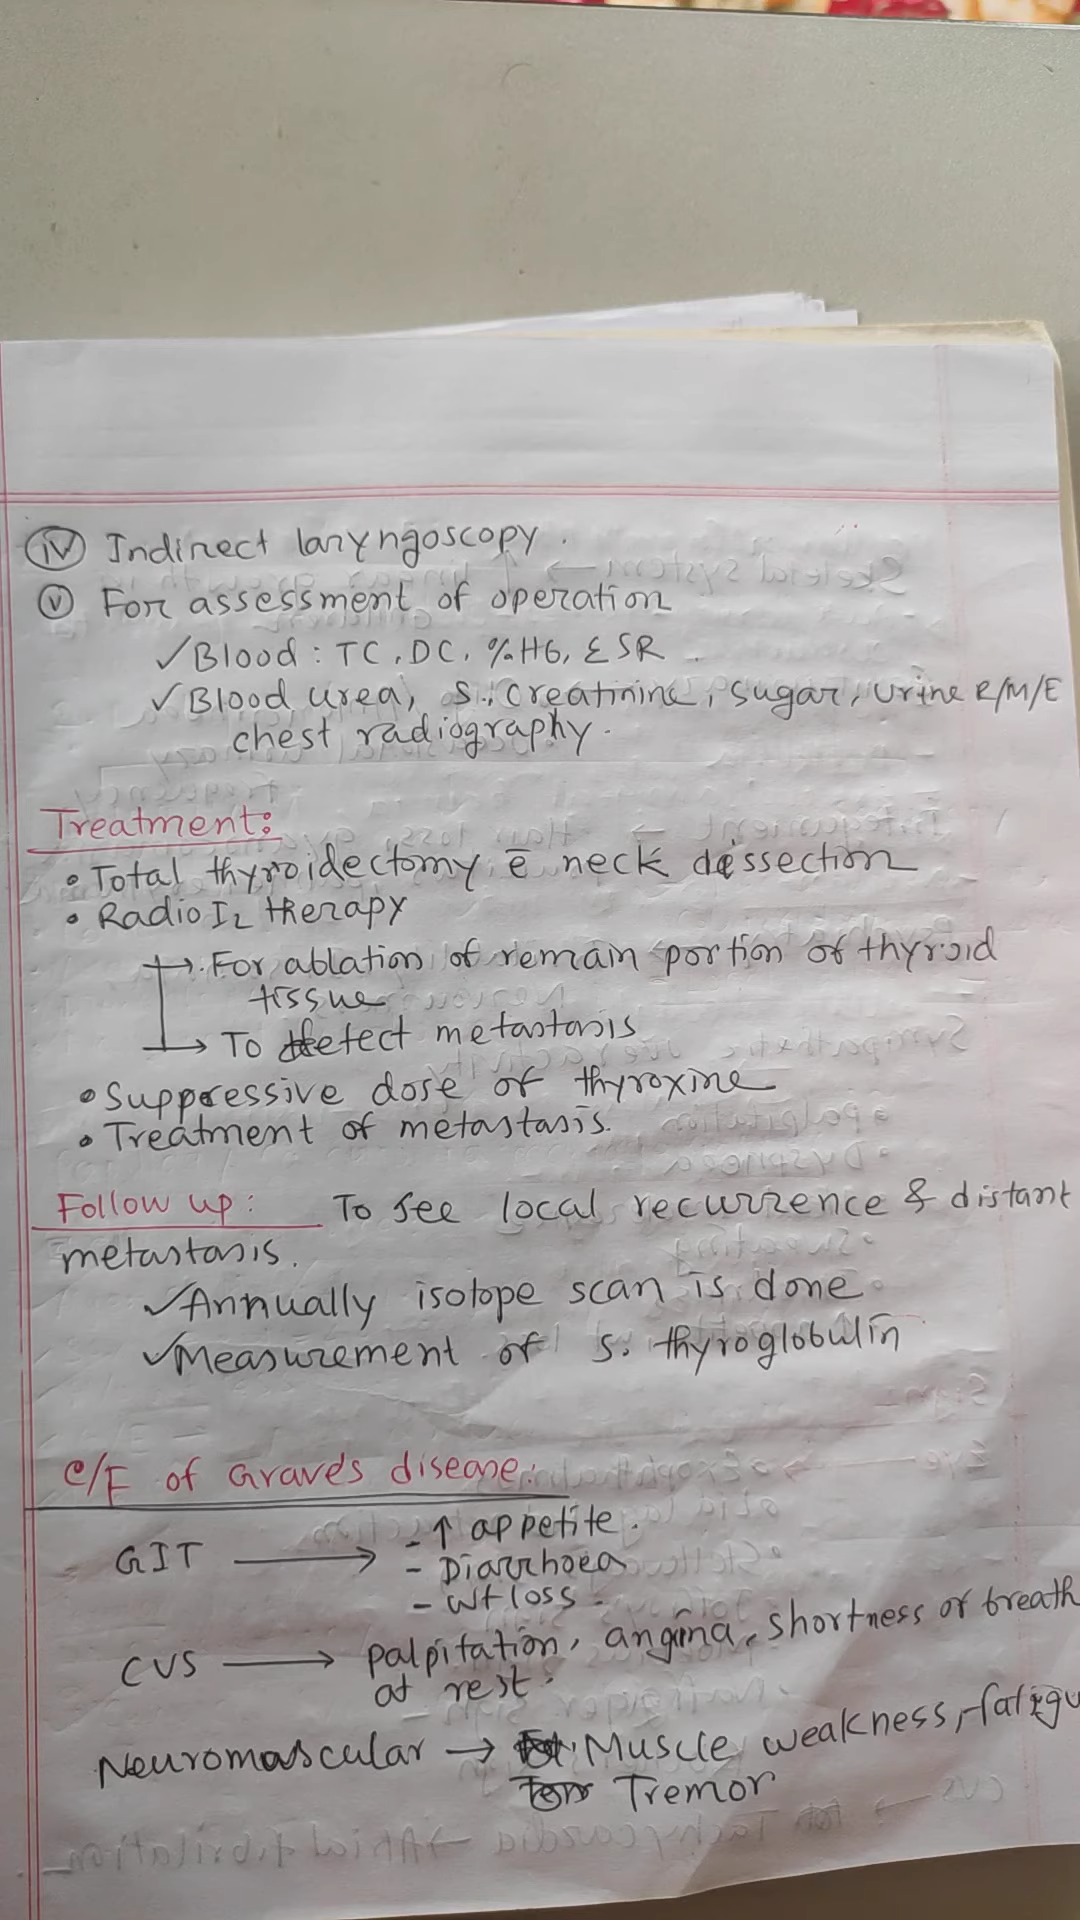 iv Indirect laryngoscopy.
v For assessment of operation
✓Blood: TC, DC, %HG, ESR.
✓Blood urea, S. creatinine, sugar, urine R/M/E
chest radiography.
Treatment:
• Total thyroidectomy ē neck dissection
• Radio I2 therapy
→ For ablation of remain portion of thyroid
tissue
→ To detect metastasis
• Suppressive dose of thyroxine
• Treatment of metastasis.
Follow up: To see local recurrence & distant
metastasis.
✓Annually isotope scan is done
✓Measurement of S. thyroglobulin
C/F of Graves disease:
- ↑ appetite.
GIT → - Diarrhoea
- Wt loss.
CVS → palpitation, angina, shortness of breath
at rest.
Neuromascular → Muscle weakness, fatigu
Tremor